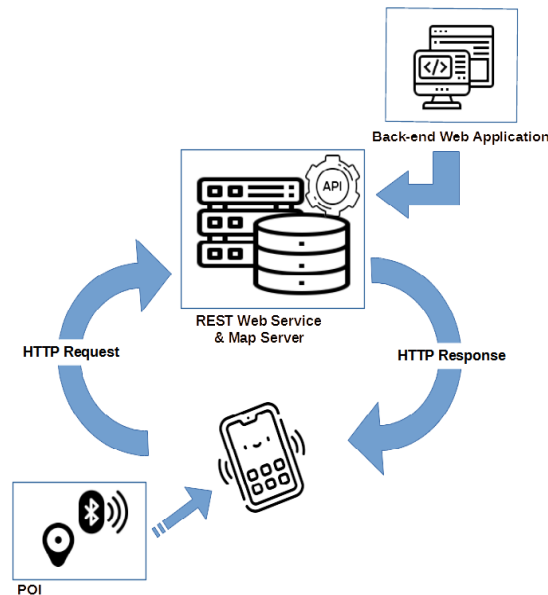 </>
Back-end Web Application
API
REST Web Service
& Map Server
HTTP Request
HTTP Response
POI